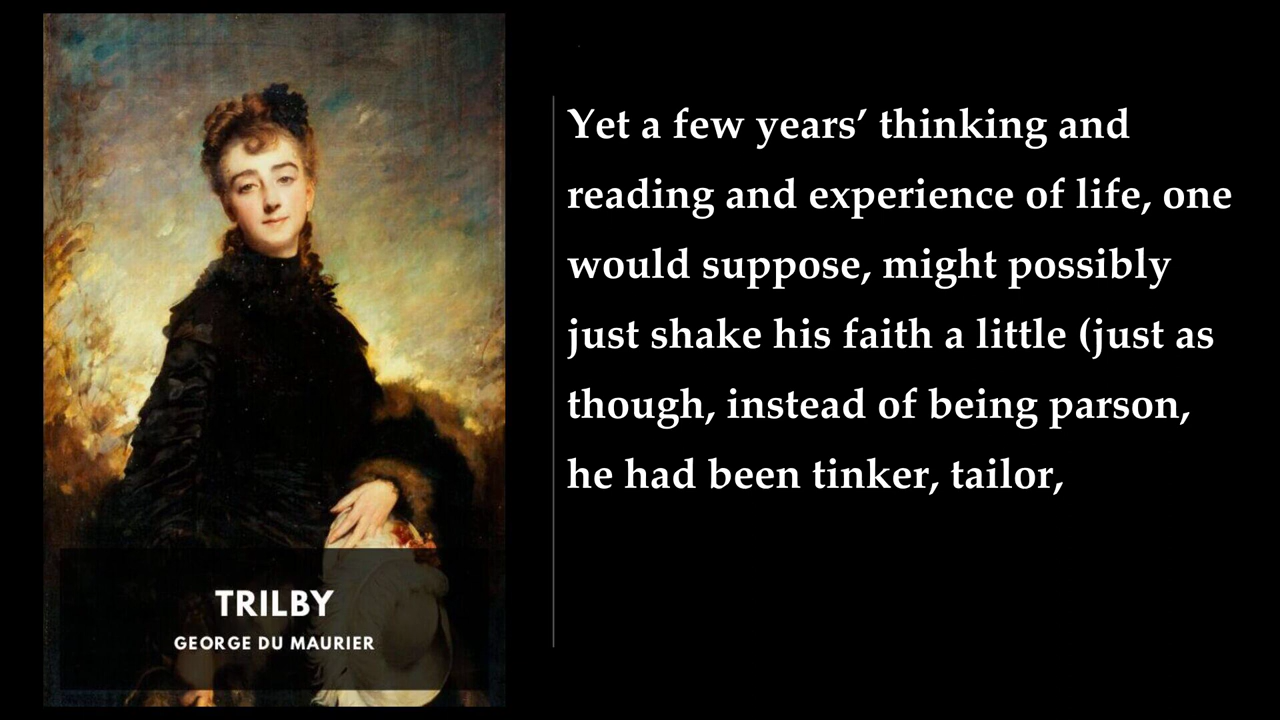 TRILBY
GEORGE DU MAURIER
Yet a few years’ thinking and
reading and experience of life, one
would suppose, might possibly
just shake his faith a little (just as
though, instead of being parson,
he had been tinker, tailor,